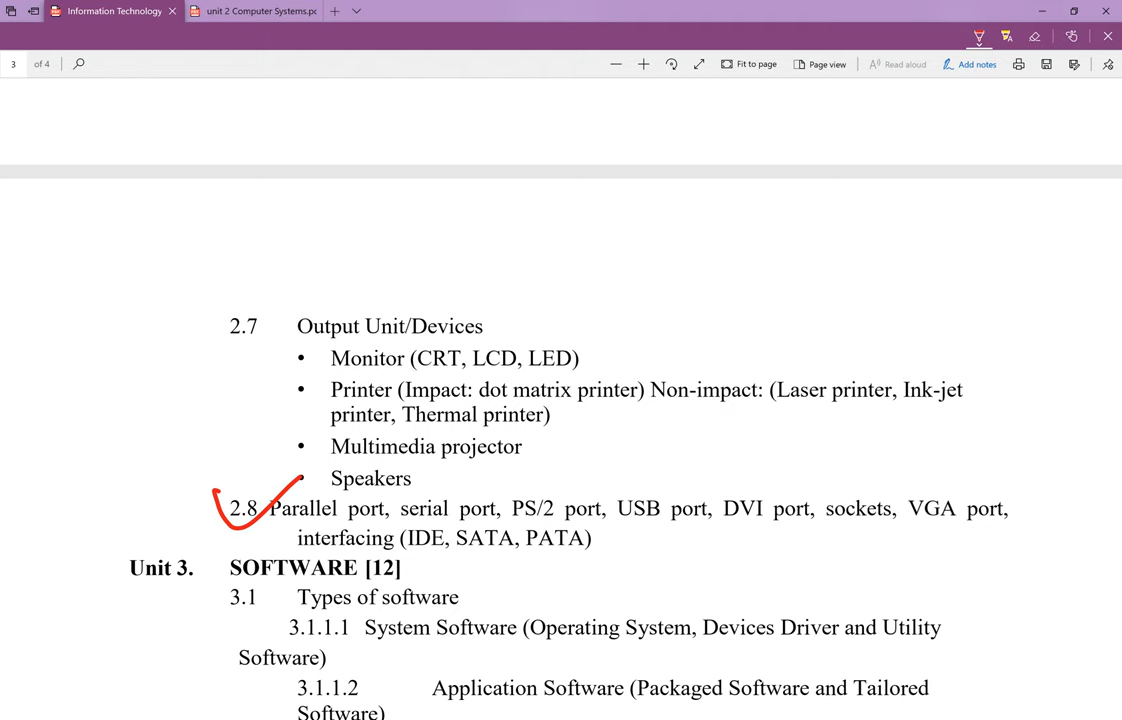 Information Technology
unit 2 Computer Systems.pc
3 of 4
Fit to page
Page view
Read aloud
Add notes
2.7 Output Unit/Devices
• Monitor (CRT, LCD, LED)
• Printer (Impact: dot matrix printer) Non-impact: (Laser printer, Ink-jet
printer, Thermal printer)
• Multimedia projector
• Speakers
2.8 Parallel port, serial port, PS/2 port, USB port, DVI port, sockets, VGA port,
interfacing (IDE, SATA, PATA)
Unit 3. SOFTWARE [12]
3.1 Types of software
3.1.1.1 System Software (Operating System, Devices Driver and Utility
Software)
3.1.1.2 Application Software (Packaged Software and Tailored
Software)